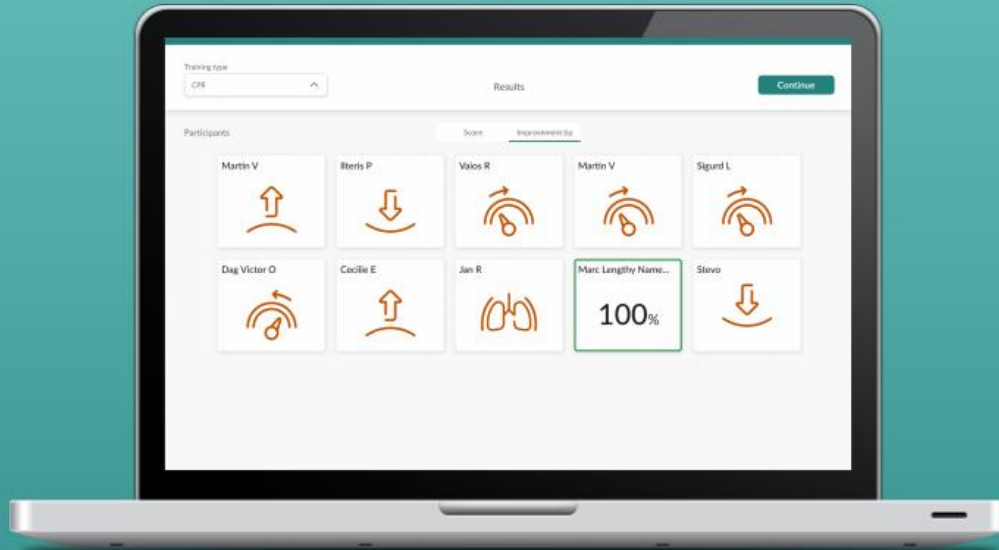 Training type
CPR
Results
Continue
Participants
Score
Improvement tip
Martin V
Iliteris P
Vaios R
Martin V
Sigurd L
Dag Victor O
Cecilie E
Jan R
Marc Lengthy Name...
Stevo
100%